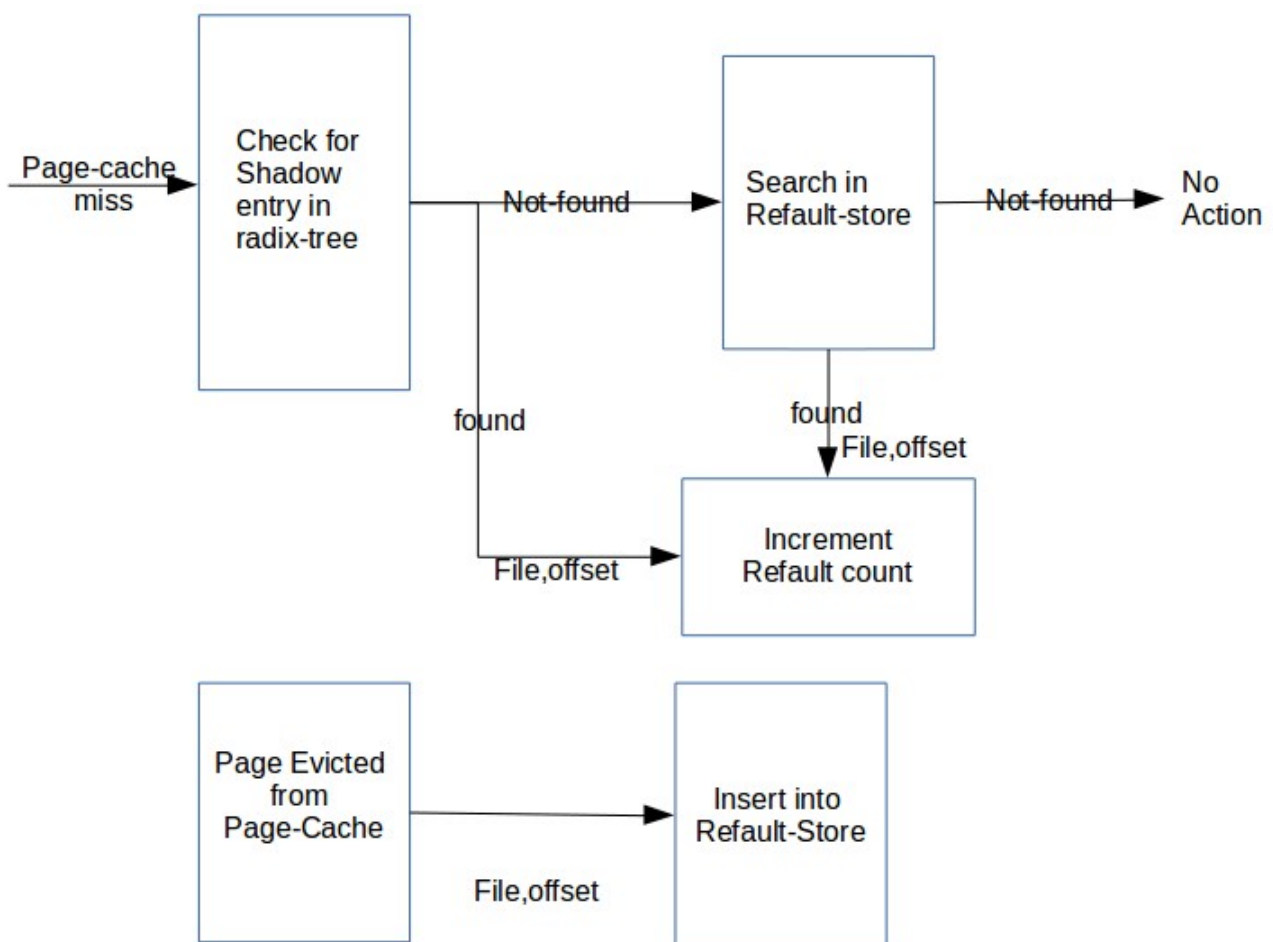 Page-cache
miss
Check for
Shadow
entry in
radix-tree
Not-found
Search in
Refault-store
Not-found
No
Action
found
found
File,offset
File,offset
Increment
Refault count
Page Evicted
from
Page-Cache
File,offset
Insert into
Refault-Store